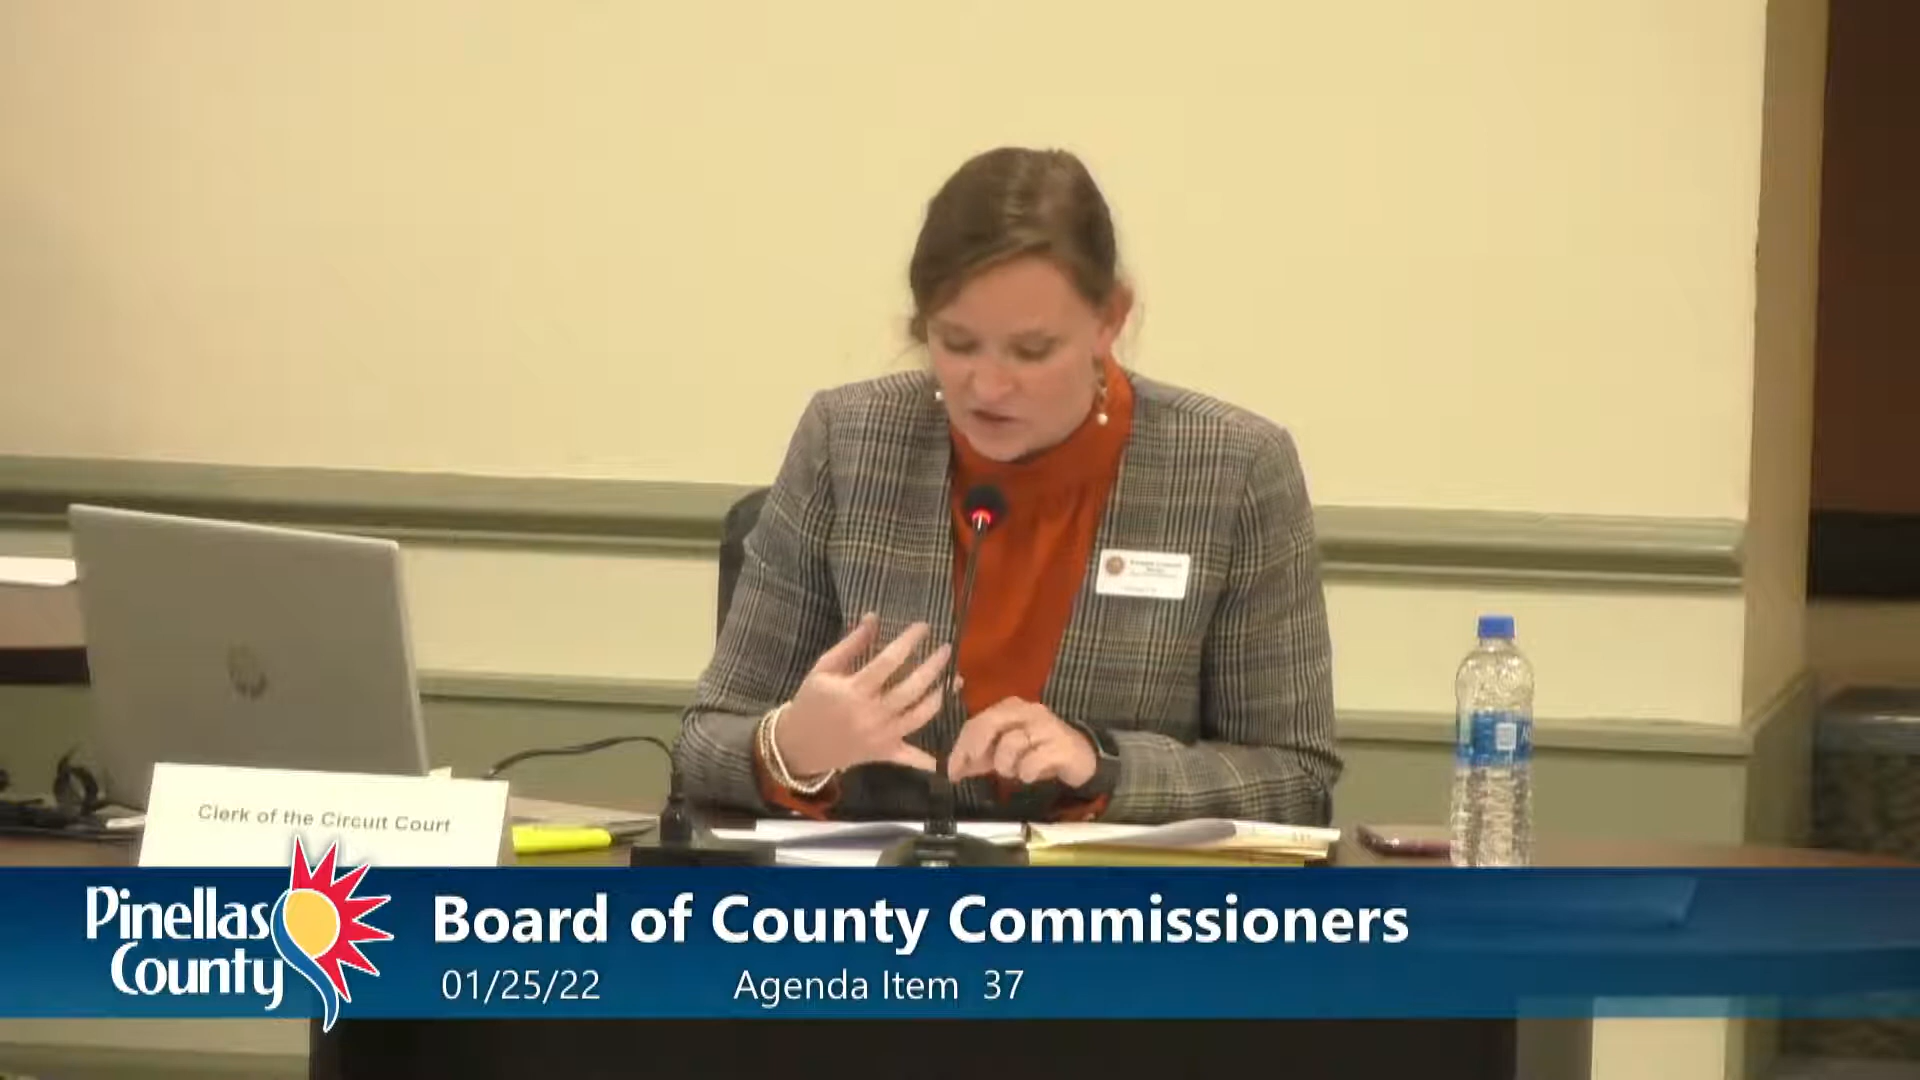 Clerk of the Circuit Court
Pinellas
County
Board of County Commissioners
01/25/22 Agenda Item 37